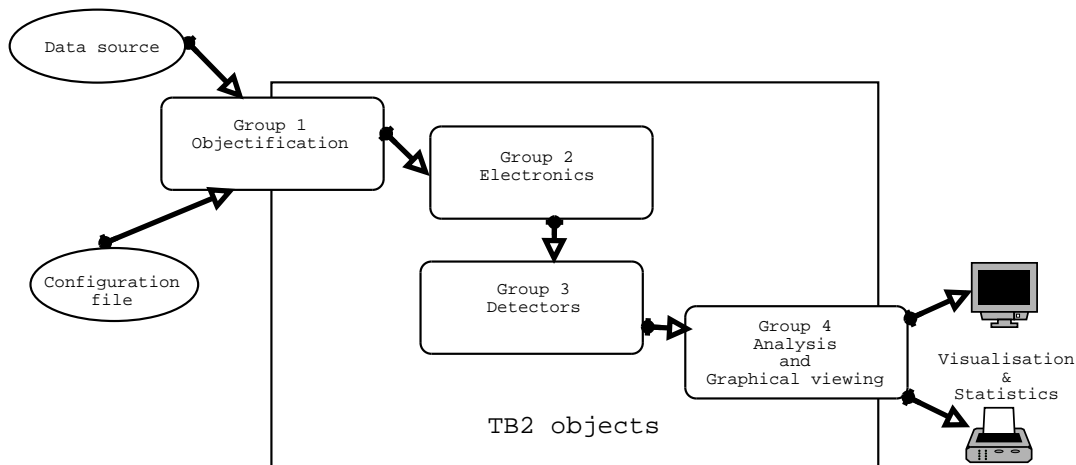 Data source
Group 1
Objectification
Group 2
Electronics
Configuration
file
Group 3
Detectors
Group 4
Analysis
and
Graphical viewing
Visualisation
&
Statistics
TB2 objects